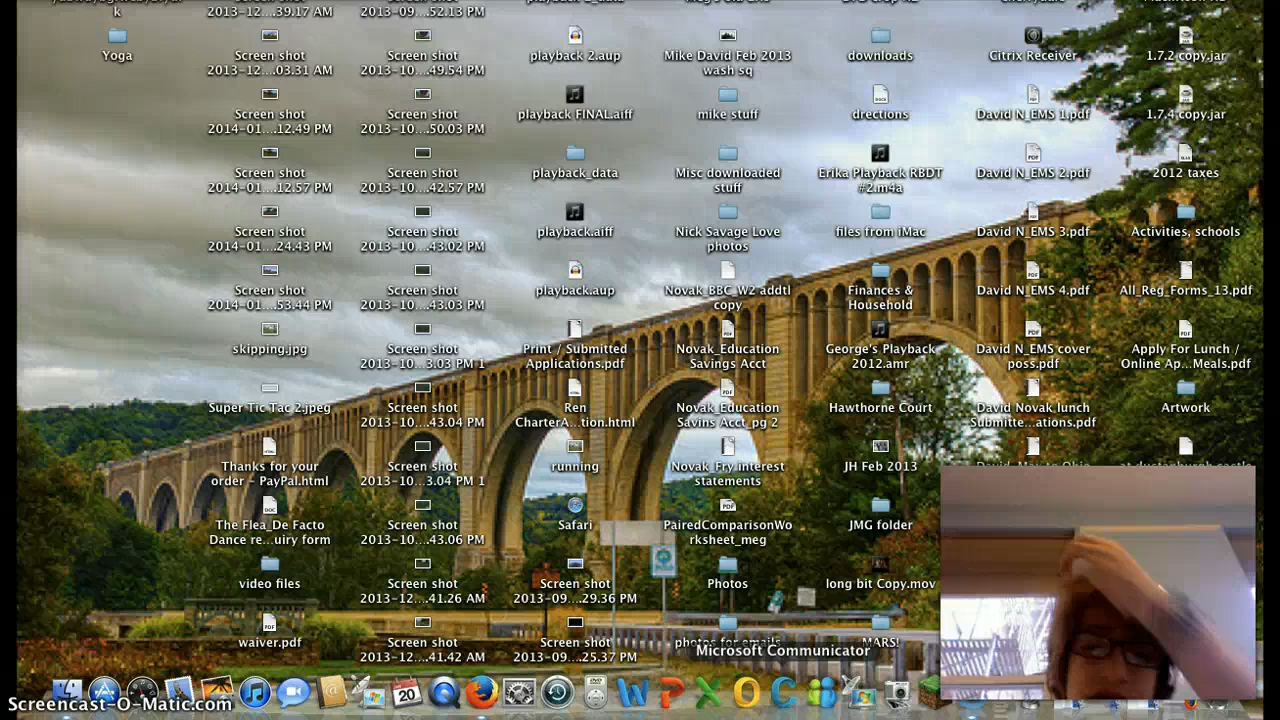 k
2013-12....39.17 AM
2013-09....52.13 PM
Yoga
Screen shot
2013-12....03.31 AM
Screen shot
2013-10....49.54 PM
playback 2.aup
Mike David Feb 2013
wash sq
downloads
Citrix Receiver
1.7.2 copy.jar
Screen shot
2014-01....12.49 PM
Screen shot
2013-10....50.03 PM
playback FINAL.aiff
mike stuff
drections
David N_EMS 1.pdf
1.7.4 copy.jar
Screen shot
2014-01....12.57 PM
Screen shot
2013-10....42.57 PM
playback_data
Misc downloaded
stuff
Erika Playback RBDT
#2.m4a
David N_EMS 2.pdf
2012 taxes
Screen shot
2014-01....24.43 PM
Screen shot
2013-10....43.02 PM
playback.aiff
Nick Savage Love
photos
files from iMac
David N_EMS 3.pdf
Activities, schools
Screen shot
2014-01....53.44 PM
Screen shot
2013-10....43.03 PM
playback.aup
Novak_BBC_W2 addtl
copy
Finances &
Household
David N_EMS 4.pdf
All_Reg_Forms_13.pdf
skipping.jpg
Screen shot
2013-10...3.03 PM 1
Print / Submitted
Applications.pdf
Novak_Education
Savings Acct
George's Playback
2012.amr
David N_EMS cover
poss.pdf
Apply For Lunch /
Online Ap...Meals.pdf
Super Tic Tac 2.jpeg
Screen shot
2013-10....43.04 PM
Ren
CharterA...tion.html
Novak_Education
Savins Acct_pg 2
Hawthorne Court
David Novak lunch
Submitte...ations.pdf
Artwork
Thanks for your
order - PayPal.html
Screen shot
2013-10...3.04 PM 1
running
Novak_Fry interest
statements
JH Feb 2013
The Flea_De Facto
Dance re...uiry form
Screen shot
2013-10....43.06 PM
Safari
PairedComparisonWo
rksheet_meg
JMG folder
video files
Screen shot
2013-12....41.26 AM
Screen shot
2013-09....29.36 PM
Photos
long bit Copy.mov
waiver.pdf
Screen shot
2013-12....41.42 AM
Screen shot
2013-09....25.37 PM
photos for emails
MARS!
Microsoft Communicator
20
Screencast-O-Matic.com